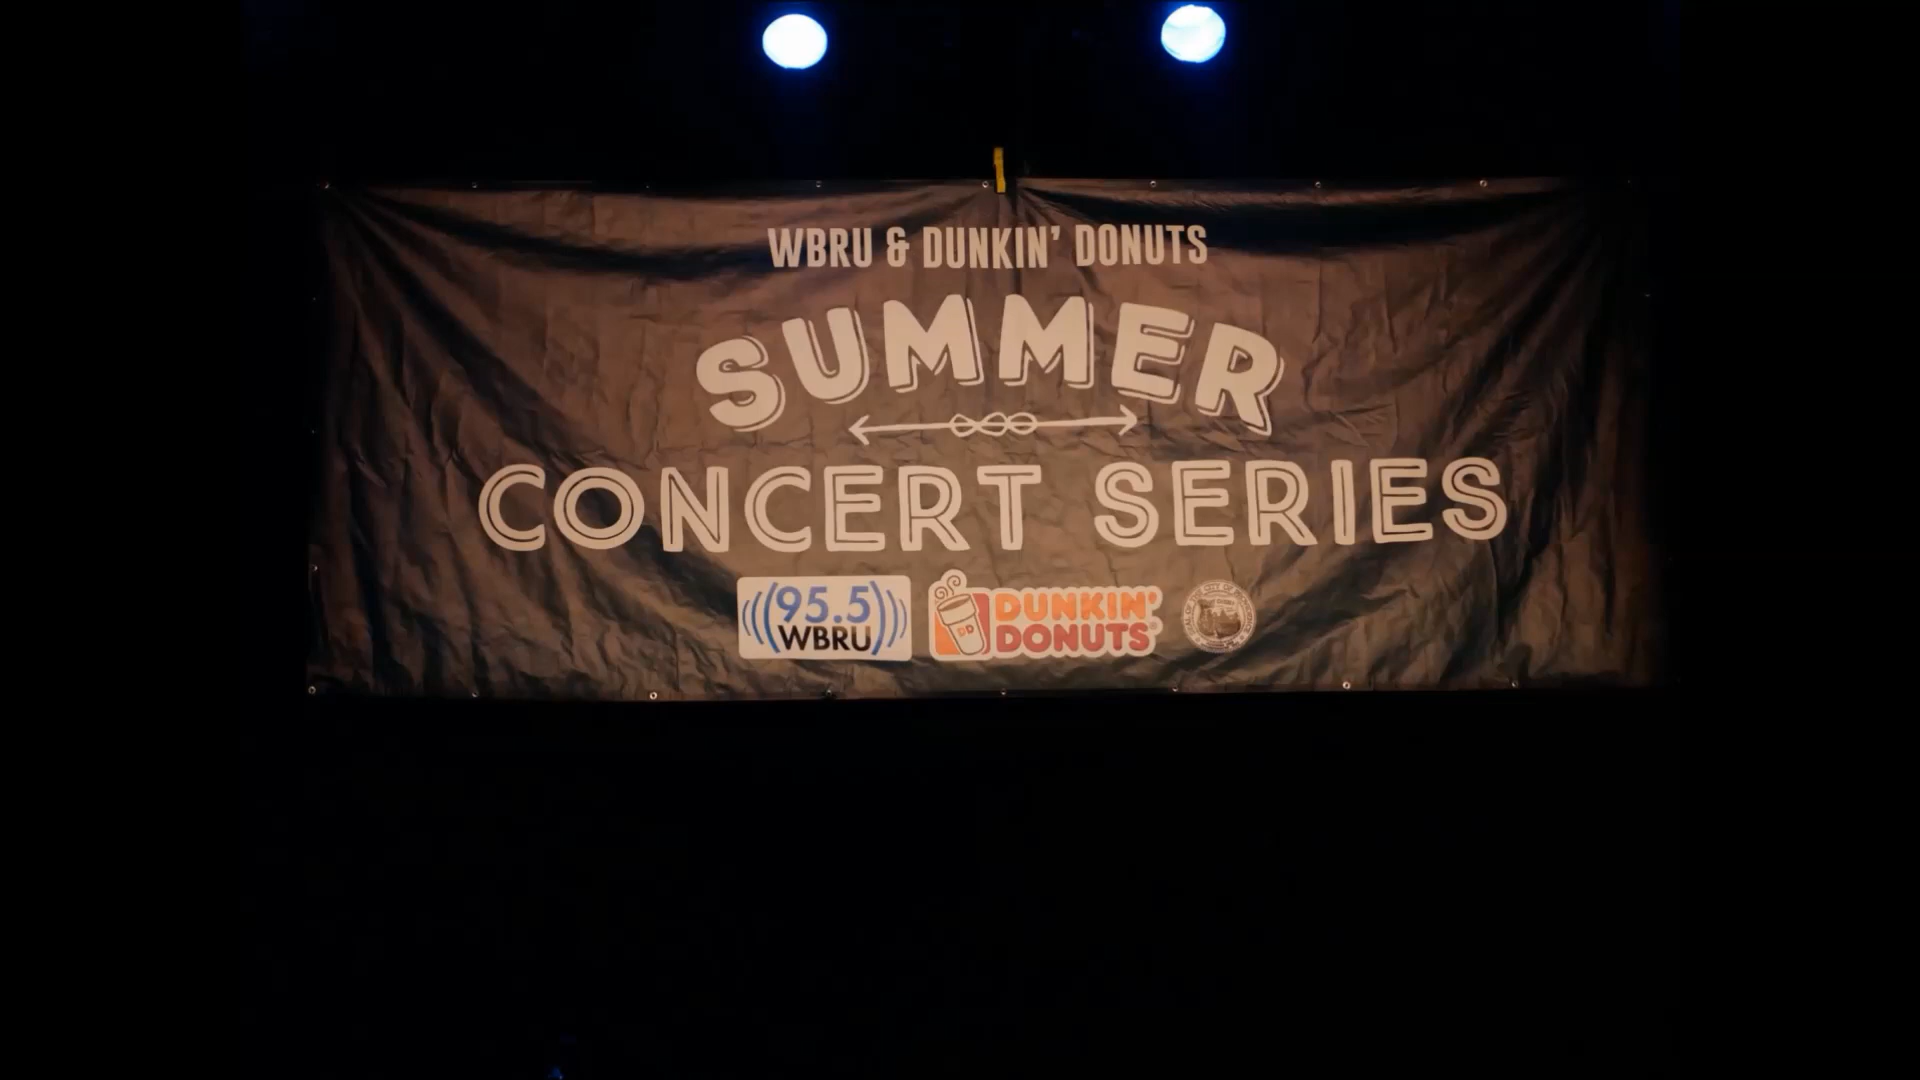 WBRU & DUNKIN' DONUTS
SUMMER
CONCERT SERIES
95.5
WBRU
DD
DUNKIN'
DONUTS